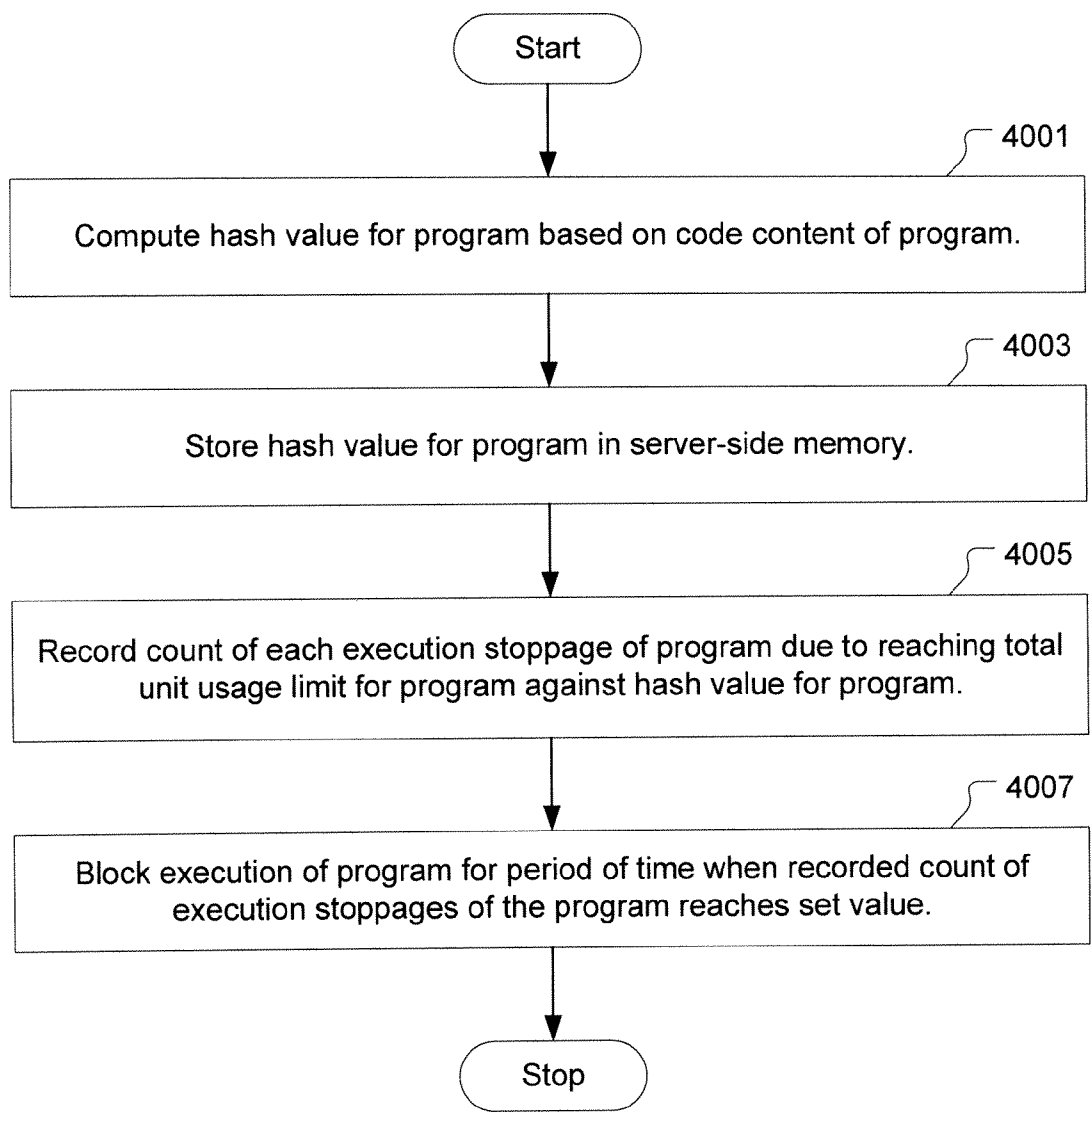 Start
4001
Compute hash value for program based on code content of program.
4003
Store hash value for program in server-side memory.
4005
Record count of each execution stoppage of program due to reaching total
unit usage limit for program against hash value for program.
4007
Block execution of program for period of time when recorded count of
execution stoppages of the program reaches set value.
Stop